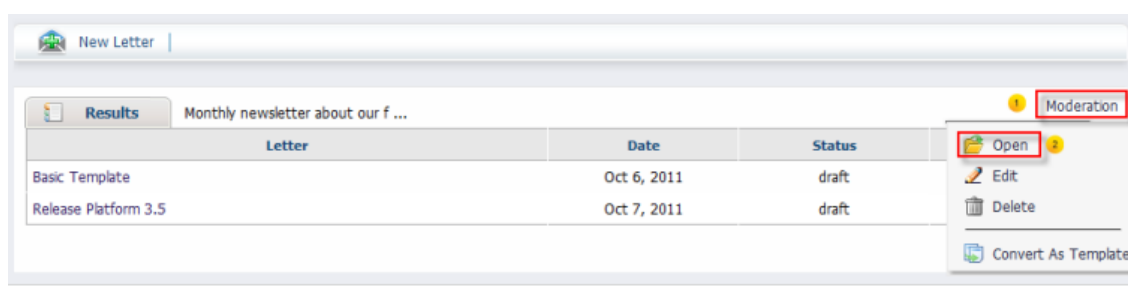 New Letter
Results Monthly newsletter about our f ... 1 Moderation
Letter Date Status
Open 2
Basic Template Oct 6, 2011 draft
Edit
Release Platform 3.5 Oct 7, 2011 draft
Delete
Convert As Template